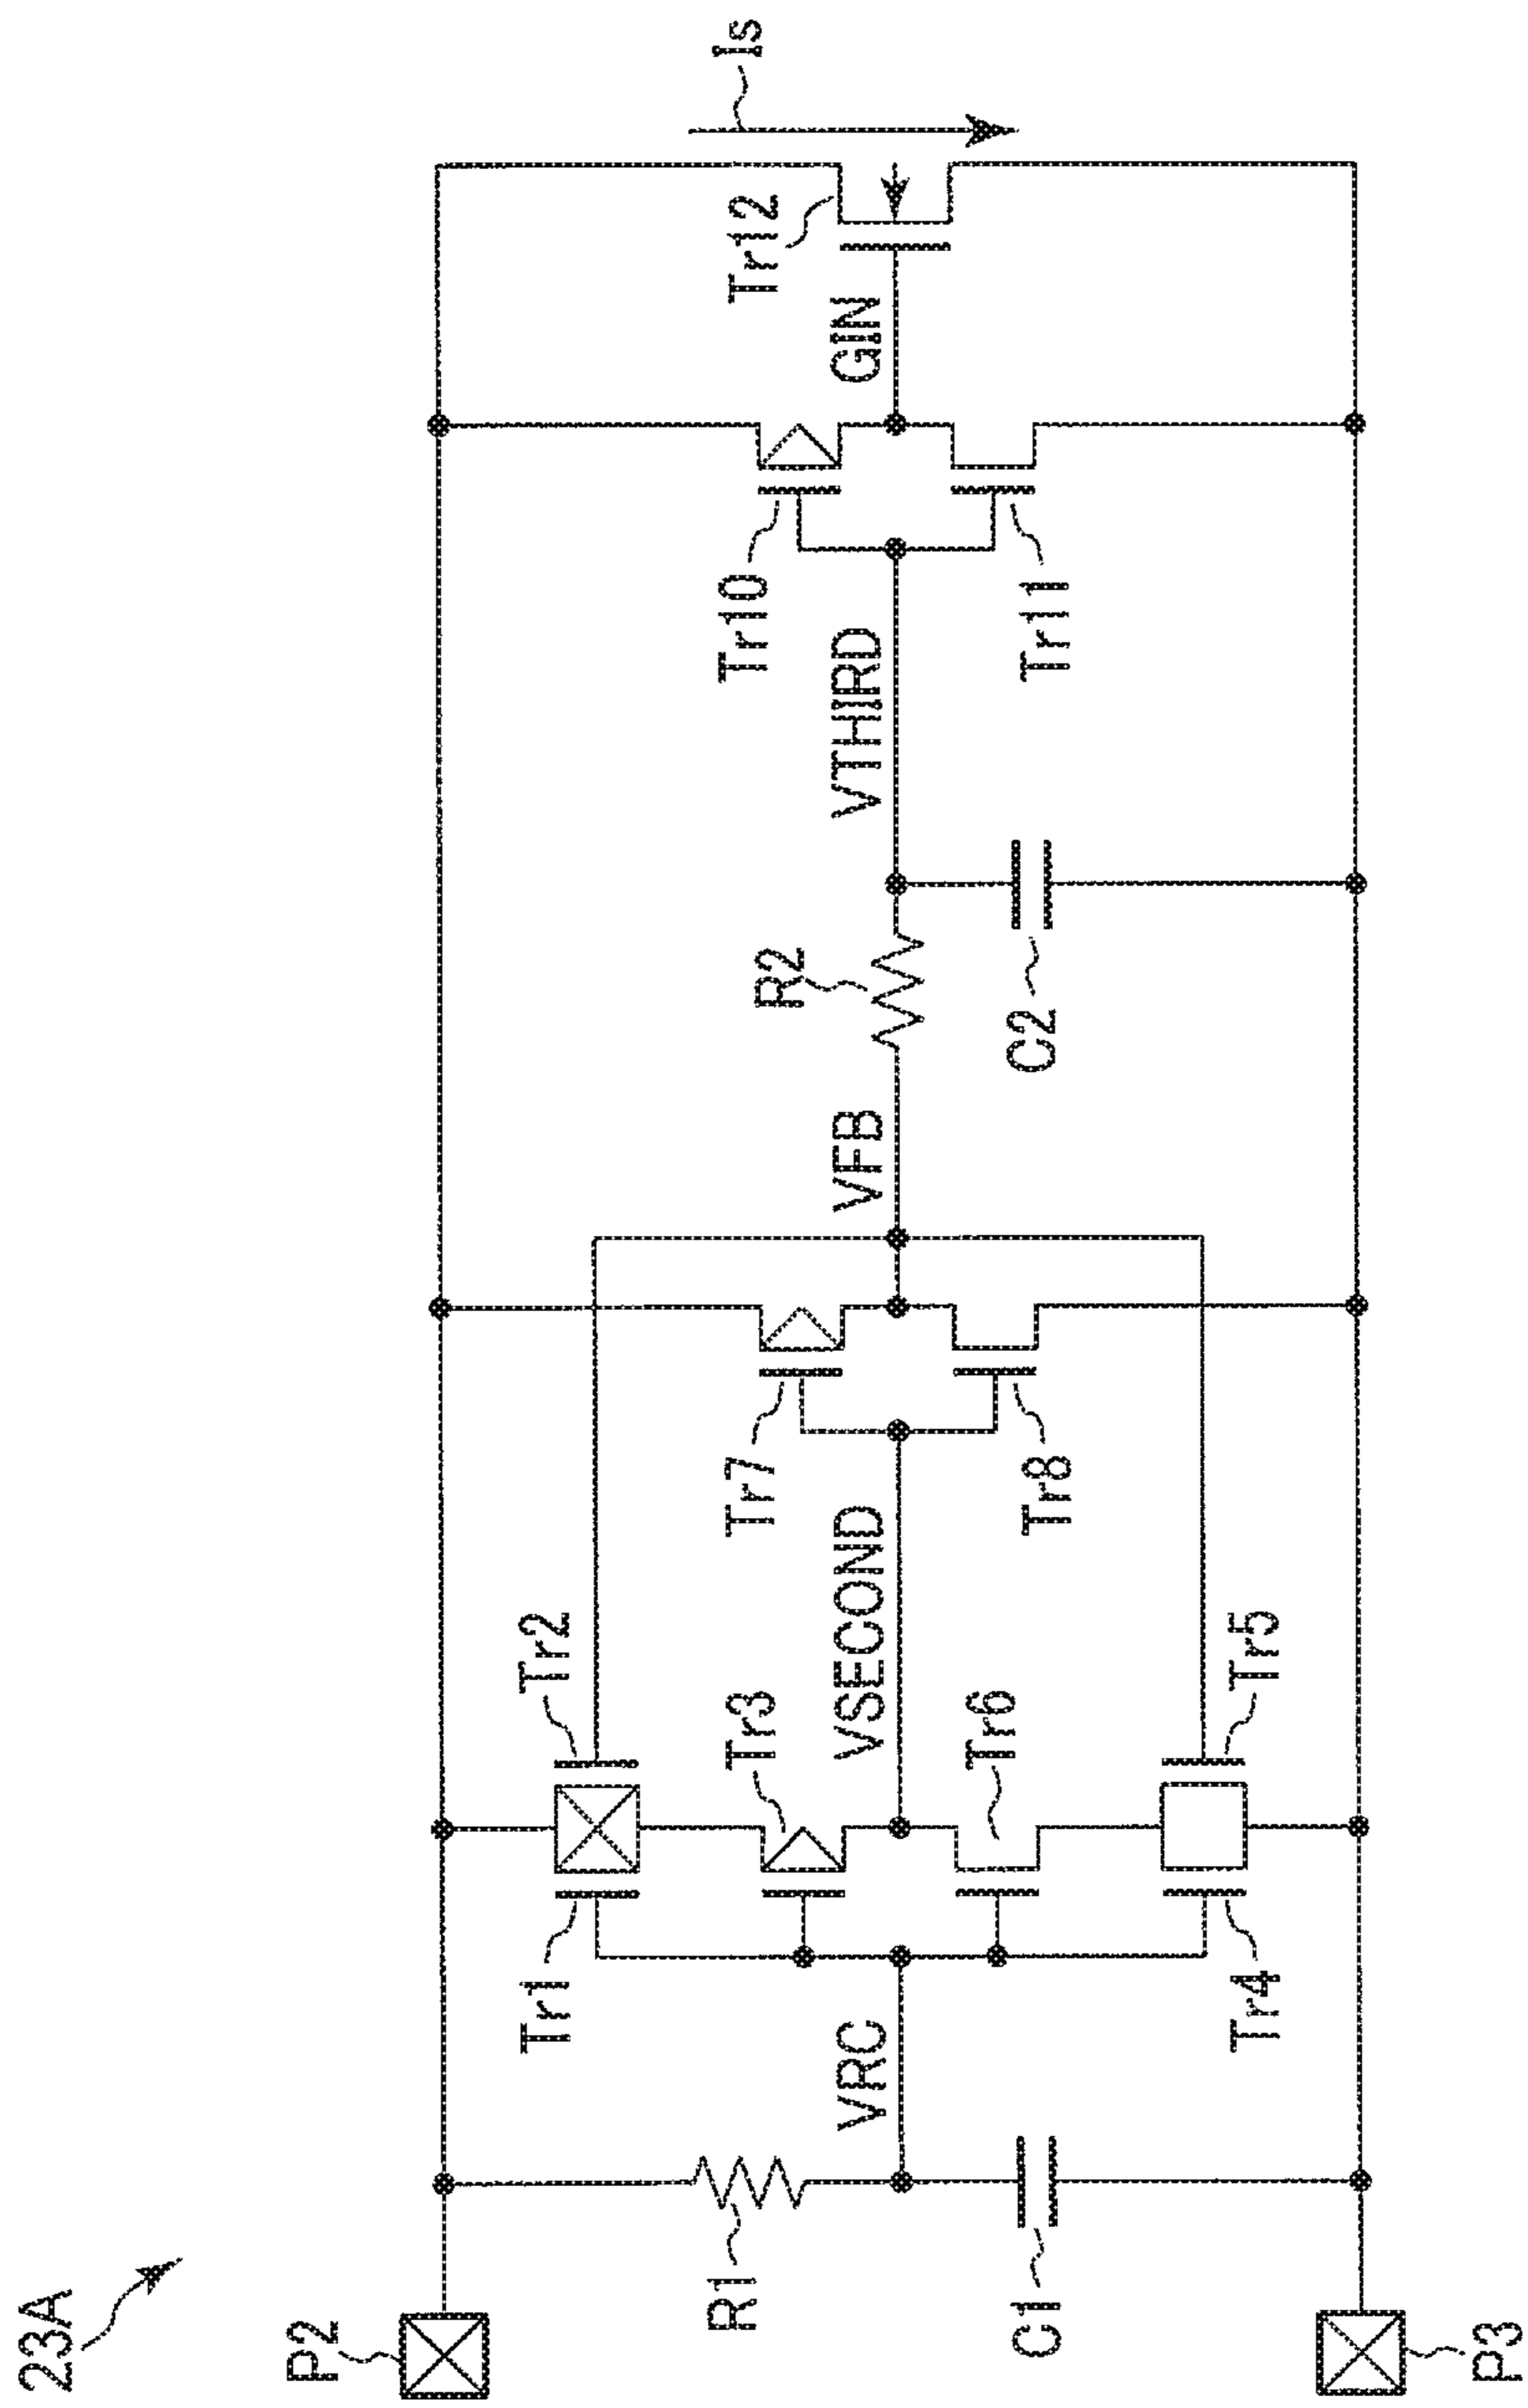 23A
P2
P3
R1
C1
VRC
Tr1
Tr2
Tr3
Tr6
Tr4
Tr5
VSECOND
Tr7
Tr8
VFB
R2
C2
VTHIRD
Tr10
Tr11
GIN
Tr12
Is